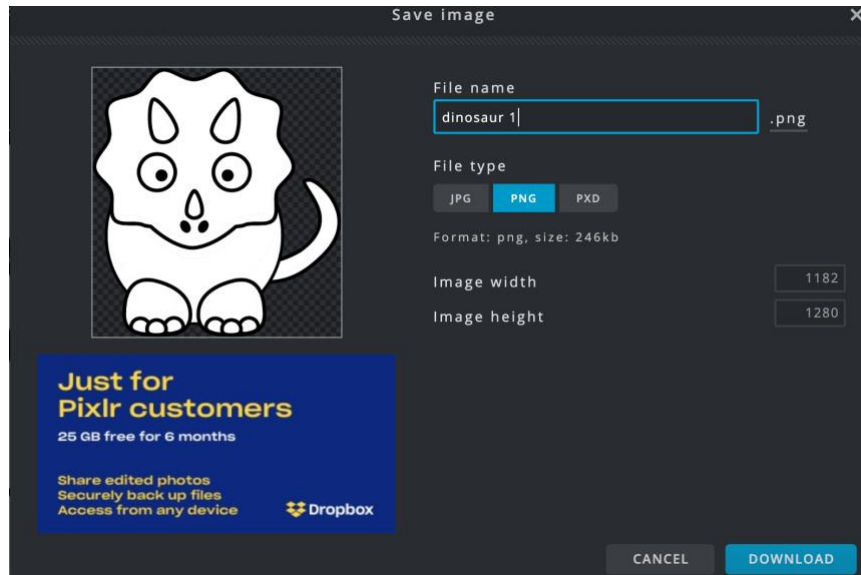 Save image
File name
dinosaur 1
.png
File type
JPG PNG PXD
Format: png, size: 246kb
Image width 1182
Image height 1280
Just for
Pixlr customers
25 GB free for 6 months
Share edited photos
Securely back up files
Access from any device
Dropbox
CANCEL DOWNLOAD